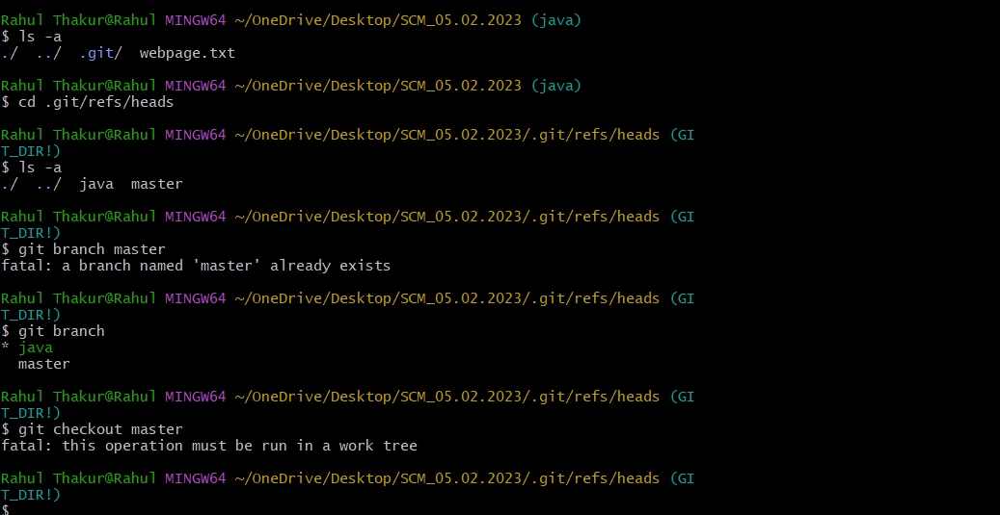 Rahul Thakur@Rahul MINGW64 ~/OneDrive/Desktop/SCM_05.02.2023 (java)
$ ls -a
./  ../  .git/  webpage.txt
Rahul Thakur@Rahul MINGW64 ~/OneDrive/Desktop/SCM_05.02.2023 (java)
$ cd .git/refs/heads
Rahul Thakur@Rahul MINGW64 ~/OneDrive/Desktop/SCM_05.02.2023/.git/refs/heads (GI
T_DIR!)
$ ls -a
./  ../  java  master
Rahul Thakur@Rahul MINGW64 ~/OneDrive/Desktop/SCM_05.02.2023/.git/refs/heads (GI
T_DIR!)
$ git branch master
fatal: a branch named 'master' already exists
Rahul Thakur@Rahul MINGW64 ~/OneDrive/Desktop/SCM_05.02.2023/.git/refs/heads (GI
T_DIR!)
$ git branch
* java
  master
Rahul Thakur@Rahul MINGW64 ~/OneDrive/Desktop/SCM_05.02.2023/.git/refs/heads (GI
T_DIR!)
$ git checkout master
fatal: this operation must be run in a work tree
Rahul Thakur@Rahul MINGW64 ~/OneDrive/Desktop/SCM_05.02.2023/.git/refs/heads (GI
T_DIR!)
$